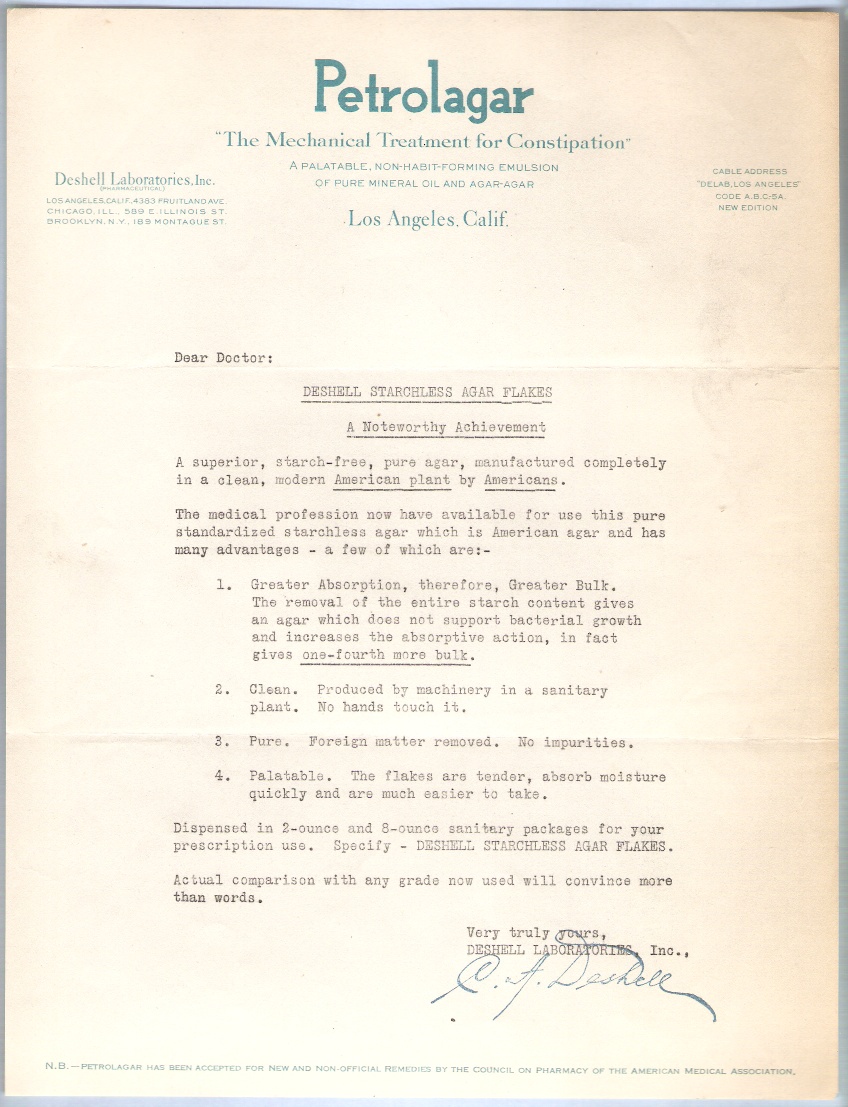 Petrolagar
"The Mechanical Treatment for Constipation"
A PALATABLE, NON-HABIT-FORMING EMULSION
OF PURE MINERAL OIL AND AGAR-AGAR
Los Angeles, Calif.
Deshell Laboratories, Inc.
(PHARMACEUTICAL)
LOS ANGELES, CALIF., 4383 FRUITLAND AVE.
CHICAGO, ILL., 589 E. ILLINOIS ST.
BROOKLYN, N.Y., 189 MONTAGUE ST.
CABLE ADDRESS
"DELAB, LOS ANGELES"
CODE A.B.C-5A.
NEW EDITION
Dear Doctor:
DESHELL STARCHLESS AGAR FLAKES
A Noteworthy Achievement
A superior, starch-free, pure agar, manufactured completely
in a clean, modern American plant by Americans.
The medical profession now have available for use this pure
standardized starchless agar which is American agar and has
many advantages - a few of which are:-
1. Greater Absorption, therefore, Greater Bulk.
The removal of the entire starch content gives
an agar which does not support bacterial growth
and increases the absorptive action, in fact
gives one-fourth more bulk.
2. Clean. Produced by machinery in a sanitary
plant. No hands touch it.
3. Pure. Foreign matter removed. No impurities.
4. Palatable. The flakes are tender, absorb moisture
quickly and are much easier to take.
Dispensed in 2-ounce and 8-ounce sanitary packages for your
prescription use. Specify - DESHELL STARCHLESS AGAR FLAKES.
Actual comparison with any grade now used will convince more
than words.
Very truly yours,
DESHELL LABORATORIES, Inc.,
C. A. Deshell
N.B.—PETROLAGAR HAS BEEN ACCEPTED FOR NEW AND NON-OFFICIAL REMEDIES BY THE COUNCIL ON PHARMACY OF THE AMERICAN MEDICAL ASSOCIATION.